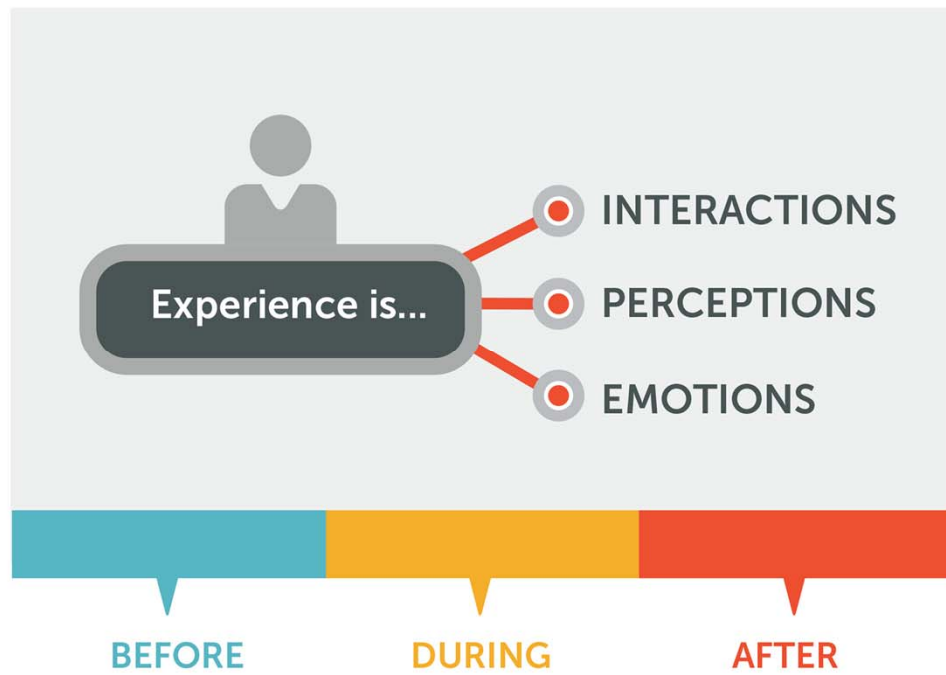 Experience is...
INTERACTIONS
PERCEPTIONS
EMOTIONS
BEFORE
DURING
AFTER